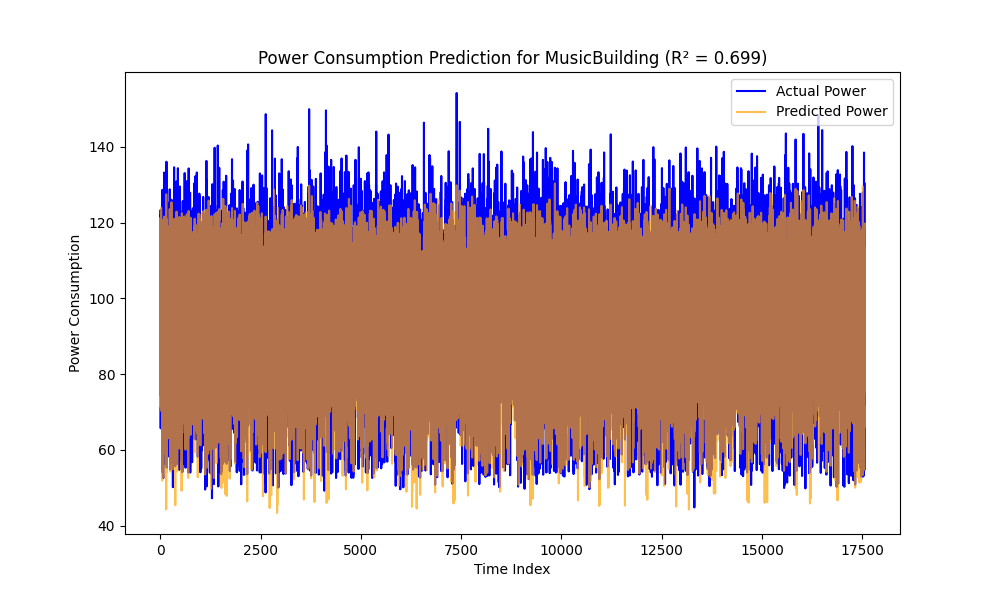 Power Consumption Prediction for MusicBuilding (R² = 0.699)
Actual Power
Predicted Power
Power Consumption
140
120
100
80
60
40
0
2500
5000
7500
10000
12500
15000
17500
Time Index